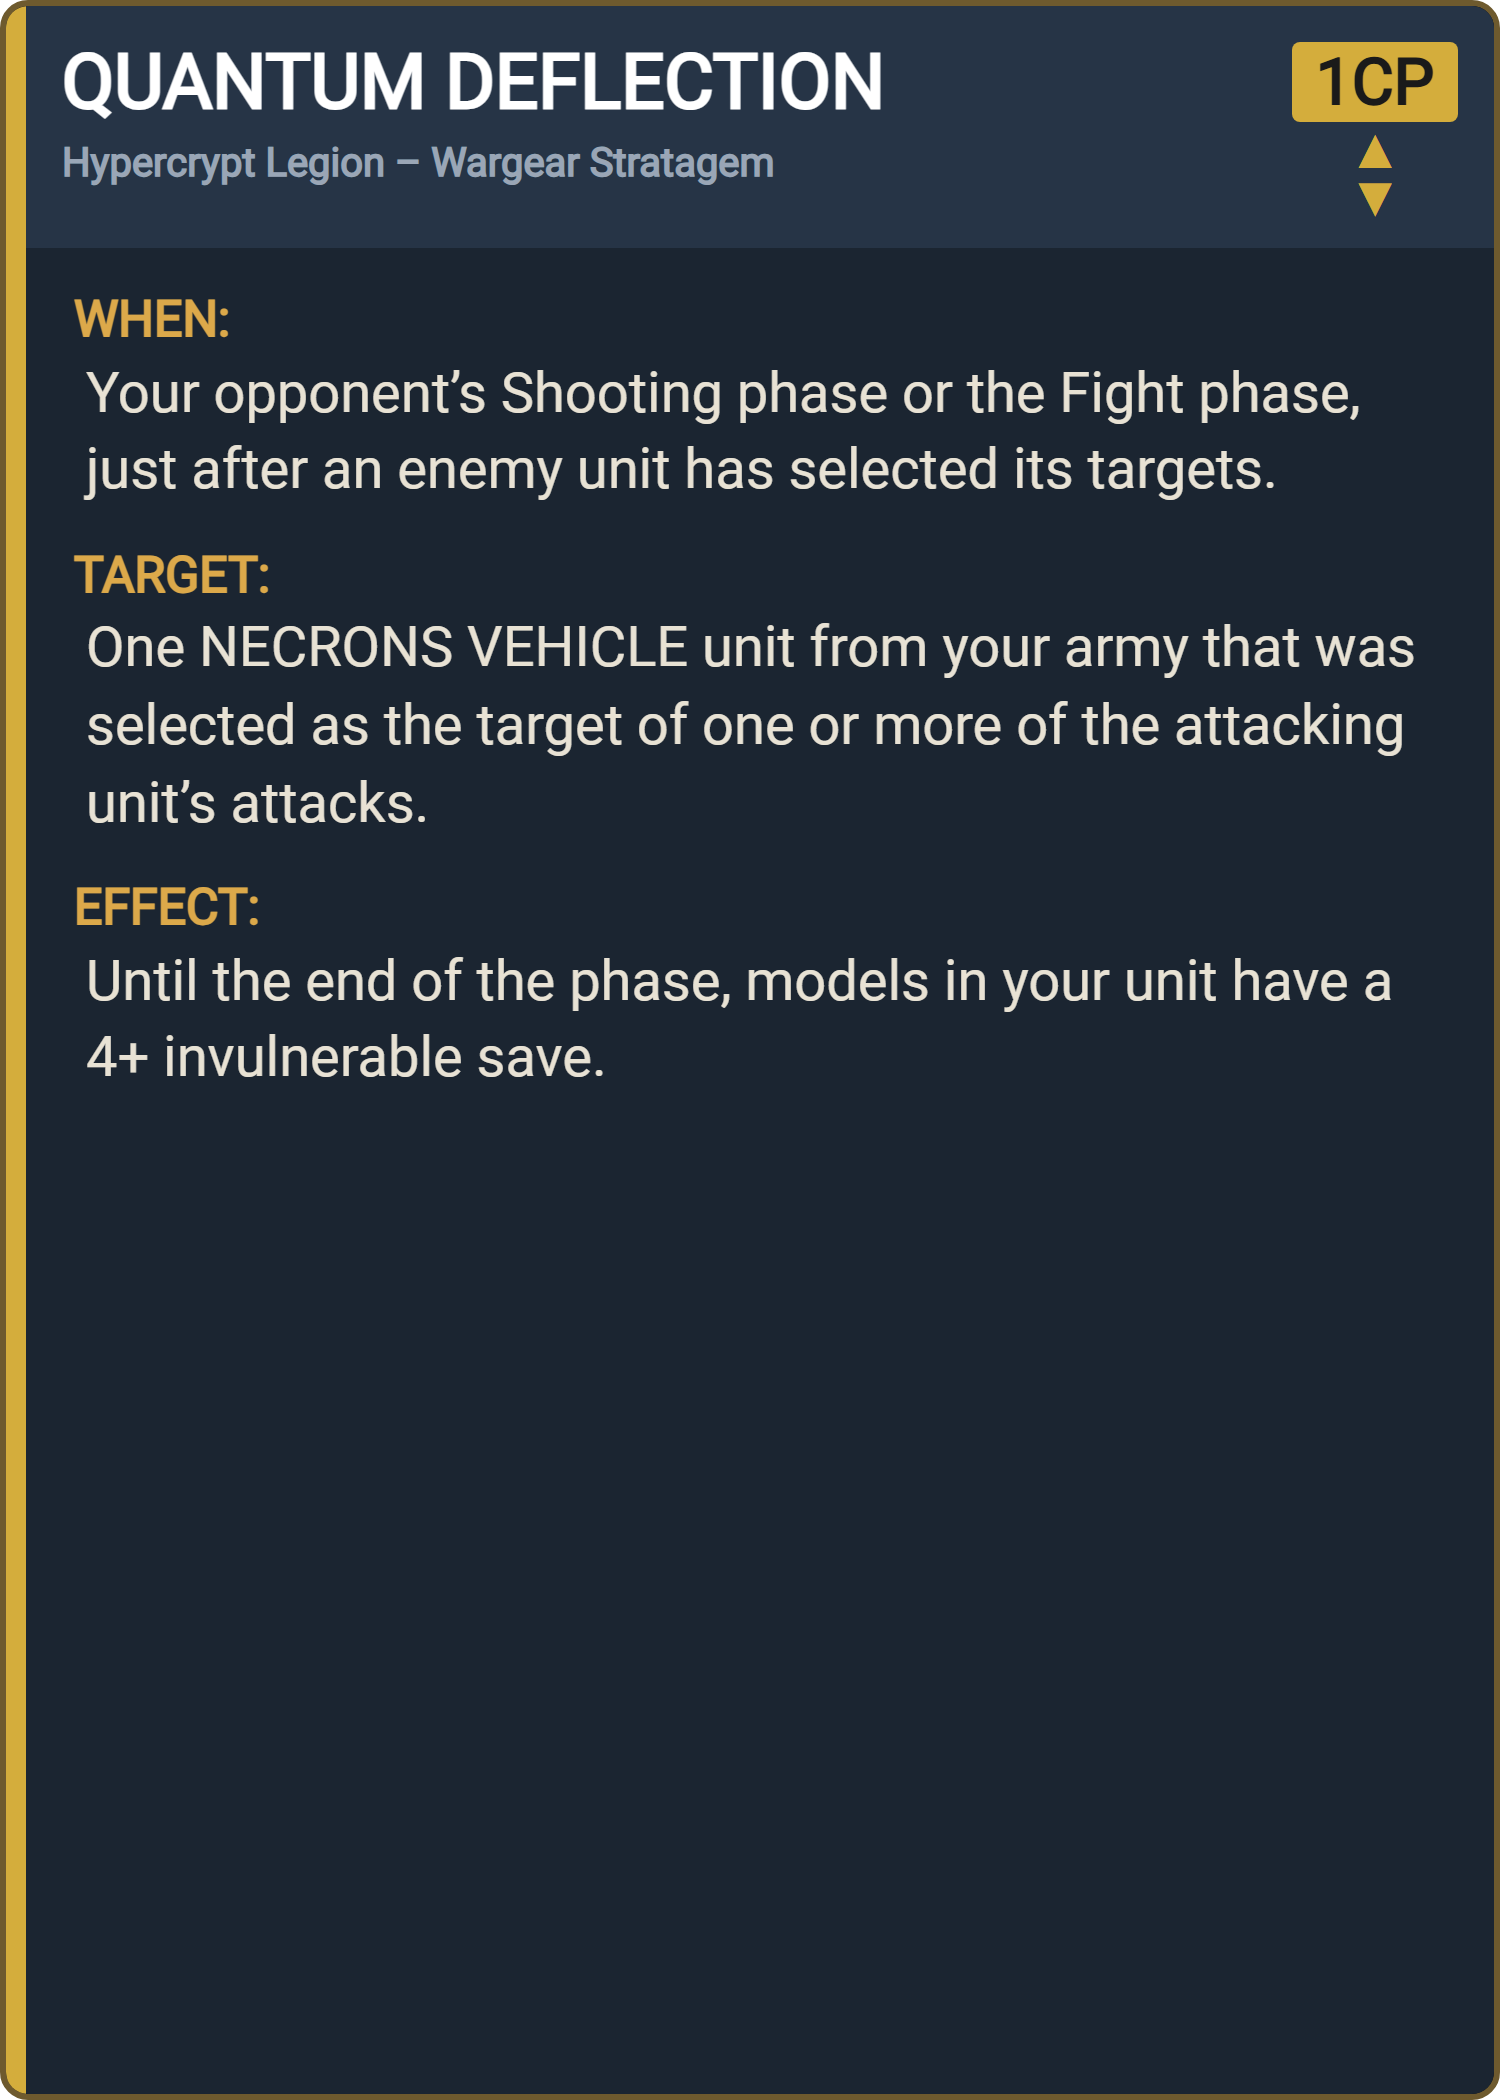 QUANTUM DEFLECTION
1CP
Hypercrypt Legion – Wargear Stratagem
▲
▼
WHEN:
Your opponent’s Shooting phase or the Fight phase,
just after an enemy unit has selected its targets.
TARGET:
One NECRONS VEHICLE unit from your army that was
selected as the target of one or more of the attacking
unit’s attacks.
EFFECT:
Until the end of the phase, models in your unit have a
4+ invulnerable save.